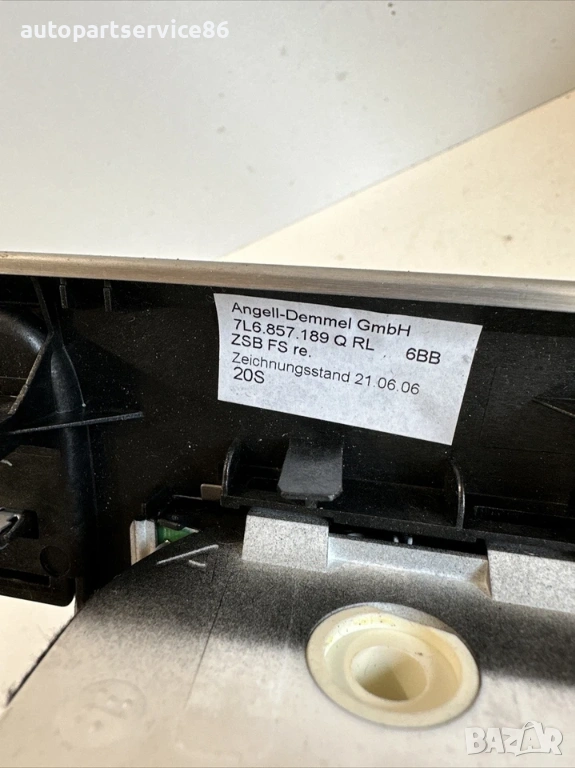 autopartservice86
Angell-Demmel GmbH
7L6.857.189 Q RL 6BB
ZSB FS re.
Zeichnungsstand 21.06.06
20S
BAZAR